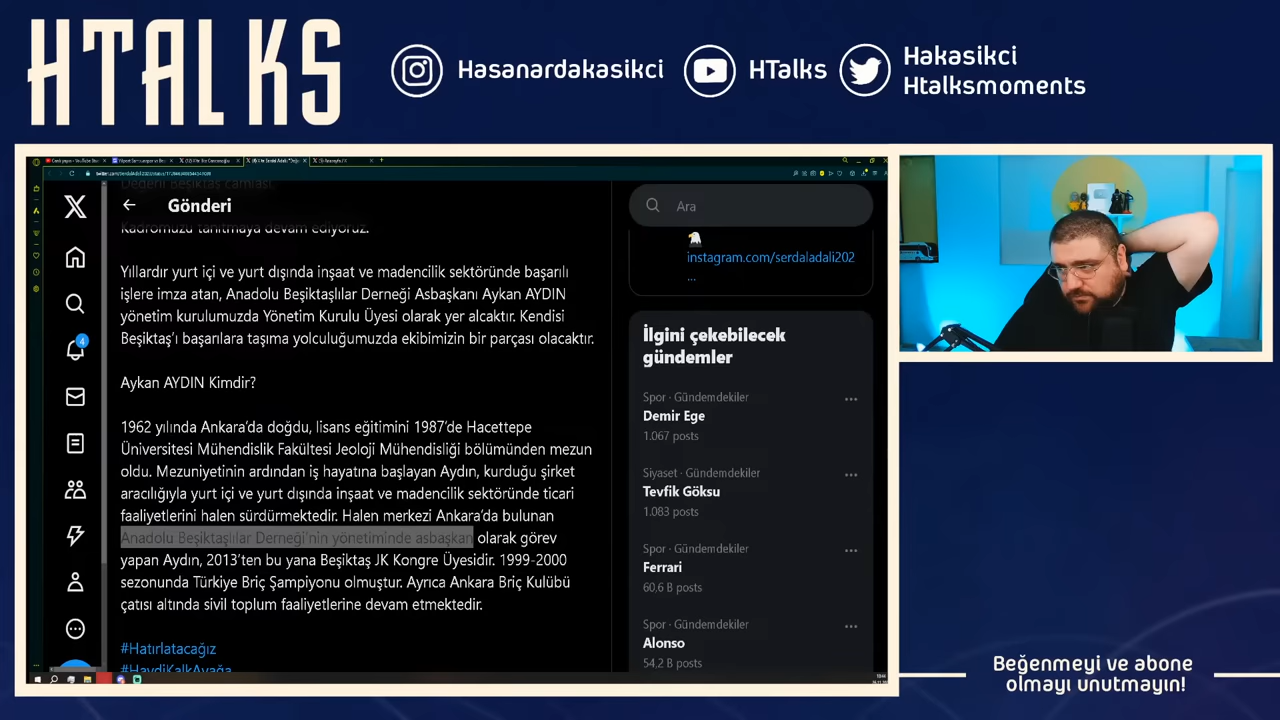 HTALKS
Hasanardakasikci
HTalks
Hakasikci
Htalksmoments
Değerli Beşiktaş camiası,
Gönderi
Kadromuzu tanıtmaya devam ediyoruz.
Yıllardır yurt içi ve yurt dışında inşaat ve madencilik sektöründe başarılı
işlere imza atan, Anadolu Beşiktaşlılar Derneği Asbaşkanı Aykan AYDIN
yönetim kurulumuzda Yönetim Kurulu Üyesi olarak yer alcaktır. Kendisi
Beşiktaş'ı başarılara taşıma yolculuğumuzda ekibimizin bir parçası olacaktır.
Aykan AYDIN Kimdir?
1962 yılında Ankara'da doğdu, lisans eğitimini 1987'de Hacettepe
Üniversitesi Mühendislik Fakültesi Jeoloji Mühendisliği bölümünden mezun
oldu. Mezuniyetinin ardından iş hayatına başlayan Aydın, kurduğu şirket
aracılığıyla yurt içi ve yurt dışında inşaat ve madencilik sektöründe ticari
faaliyetlerini halen sürdürmektedir. Halen merkezi Ankara'da bulunan
Anadolu Beşiktaşlılar Derneği'nin yönetiminde asbaşkan olarak görev
yapan Aydın, 2013'ten bu yana Beşiktaş JK Kongre Üyesidir. 1999-2000
sezonunda Türkiye Briç Şampiyonu olmuştur. Ayrıca Ankara Briç Kulübü
çatısı altında sivil toplum faaliyetlerine devam etmektedir.
#Hatırlatacağız
#HaydiKalkAyağa
4
Ara
instagram.com/serdaladali202
...
İlgini çekebilecek
gündemler
Spor · Gündemdekiler
Demir Ege
1.067 posts
Siyaset · Gündemdekiler
Tevfik Göksu
1.083 posts
Spor · Gündemdekiler
Ferrari
60,6 B posts
Spor · Gündemdekiler
Alonso
54,2 B posts
Beğenmeyi ve abone
olmayı unutmayın!